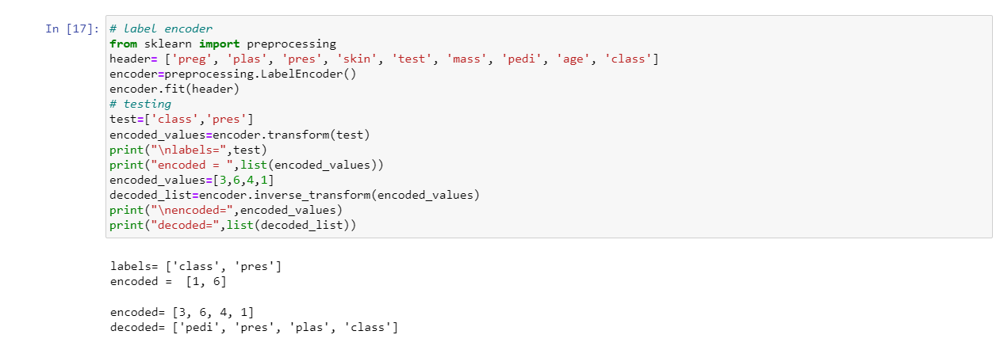 In [17]: # label encoder
from sklearn import preprocessing
header= ['preg', 'plas', 'pres', 'skin', 'test', 'mass', 'pedi', 'age', 'class']
encoder=preprocessing.LabelEncoder()
encoder.fit(header)
# testing
test=['class','pres']
encoded_values=encoder.transform(test)
print("\nlabels=",test)
print("encoded = ",list(encoded_values))
encoded_values=[3,6,4,1]
decoded_list=encoder.inverse_transform(encoded_values)
print("\nencoded=",encoded_values)
print("decoded=",list(decoded_list))
labels= ['class', 'pres']
encoded =  [1, 6]
encoded= [3, 6, 4, 1]
decoded= ['pedi', 'pres', 'plas', 'class']